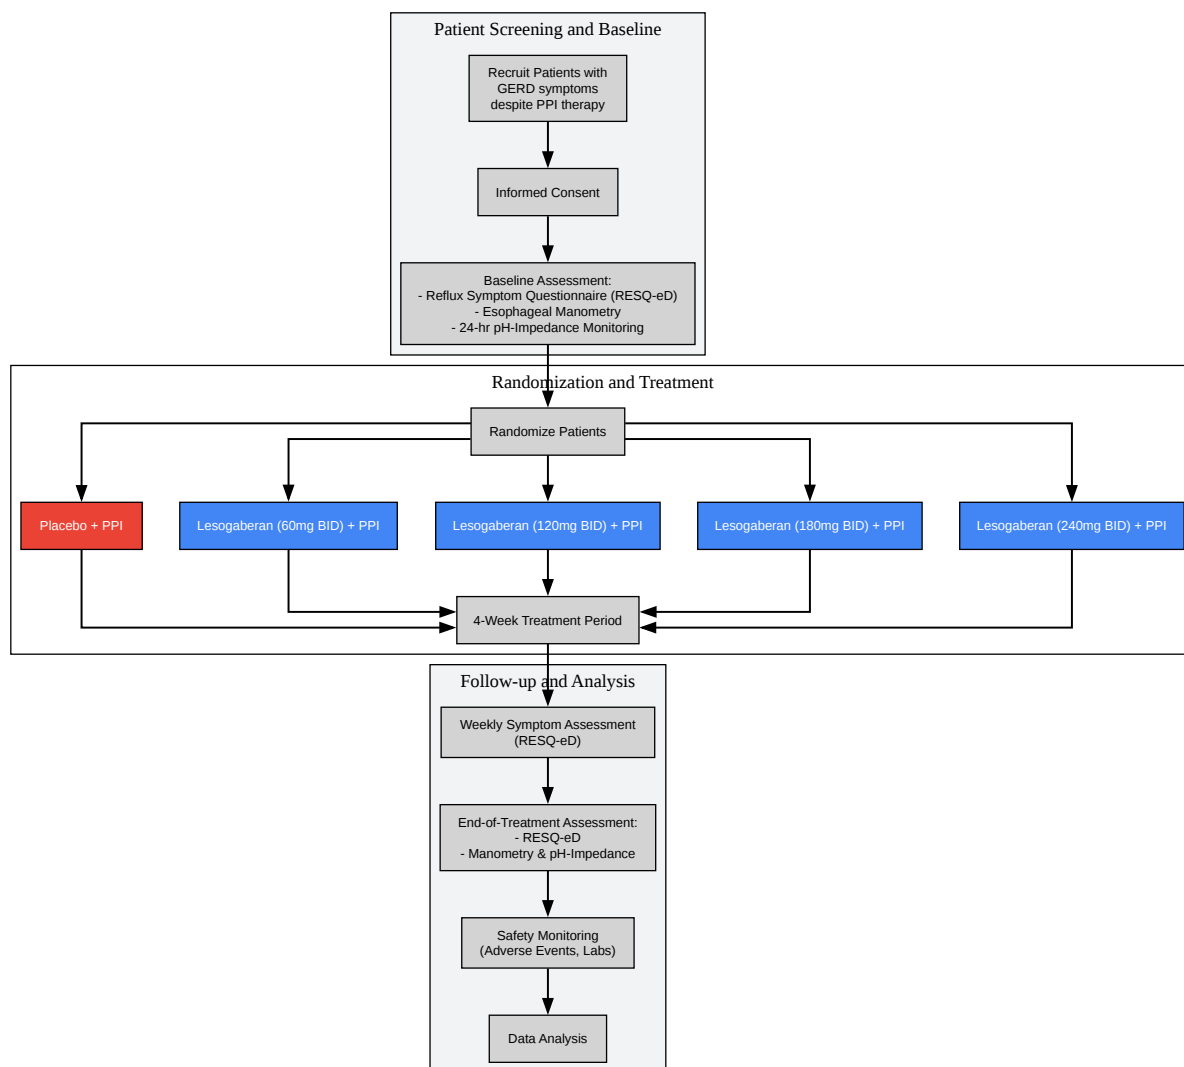 Patient Screening and Baseline
Recruit Patients with
GERD symptoms
despite PPI therapy
Informed Consent
Baseline Assessment:
- Reflux Symptom Questionnaire (RESQ-eD)
- Esophageal Manometry
- 24-hr pH-Impedance Monitoring
Randomization and Treatment
Randomize Patients
Placebo + PPI
Lesogaberan (60mg BID) + PPI
Lesogaberan (120mg BID) + PPI
Lesogaberan (180mg BID) + PPI
Lesogaberan (240mg BID) + PPI
4-Week Treatment Period
Follow-up and Analysis
Weekly Symptom Assessment
(RESQ-eD)
End-of-Treatment Assessment:
- RESQ-eD
- Manometry & pH-Impedance
Safety Monitoring
(Adverse Events, Labs)
Data Analysis